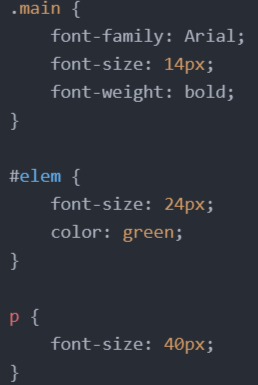 .main {
    font-family: Arial;
    font-size: 14px;
    font-weight: bold;
}

#elem {
    font-size: 24px;
    color: green;
}

p {
    font-size: 40px;
}